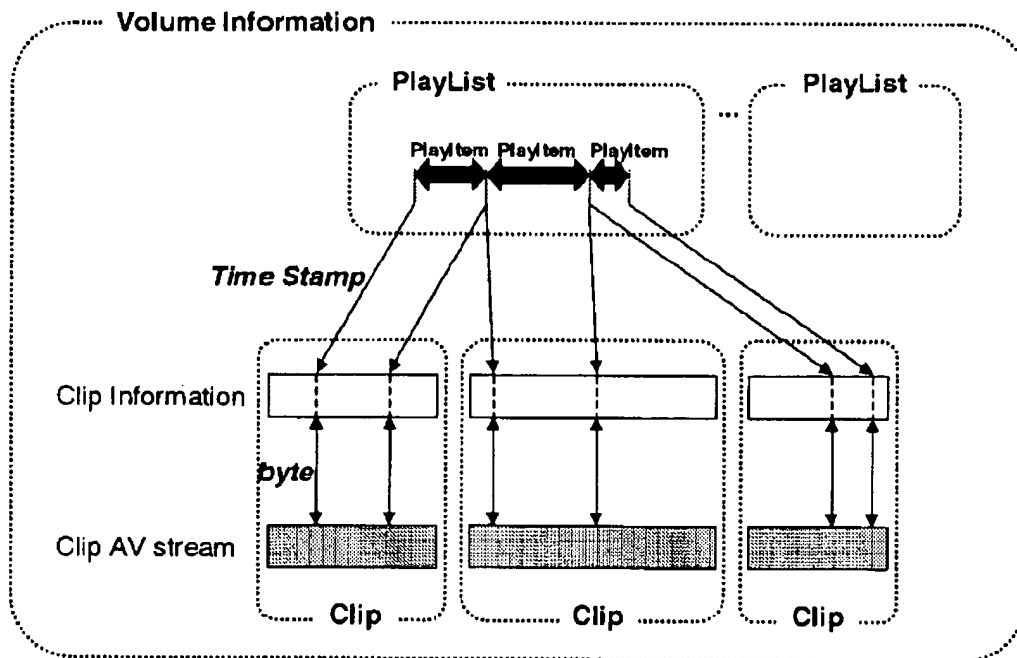 Volume Information
PlayList
...
PlayList
PlayItem PlayItem PlayItem
Time Stamp
Clip Information
byte
Clip AV stream
Clip
Clip
Clip